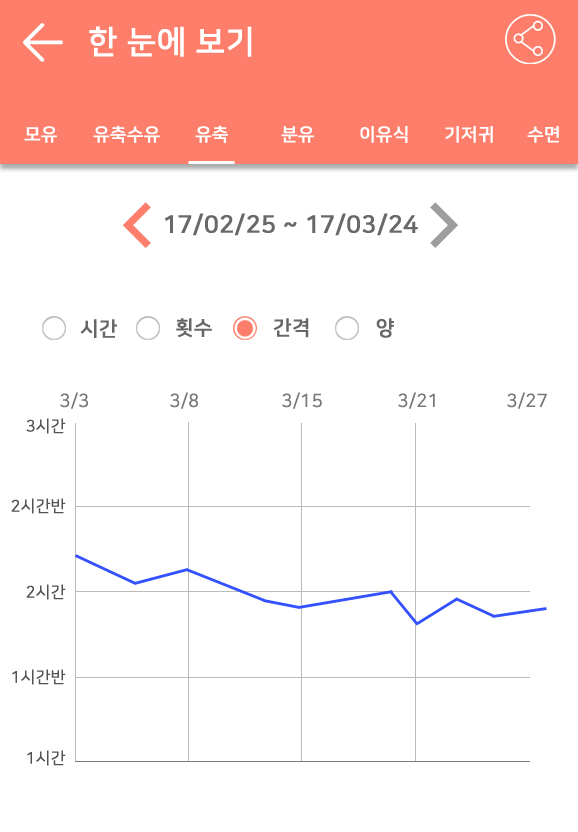 한 눈에 보기
모유 유축수유 유축 분유 이유식 기저귀 수면
17/02/25 ~ 17/03/24
시간 횟수 간격 양
3/3 3/8 3/15 3/21 3/27
3시간
2시간반
2시간
1시간반
1시간